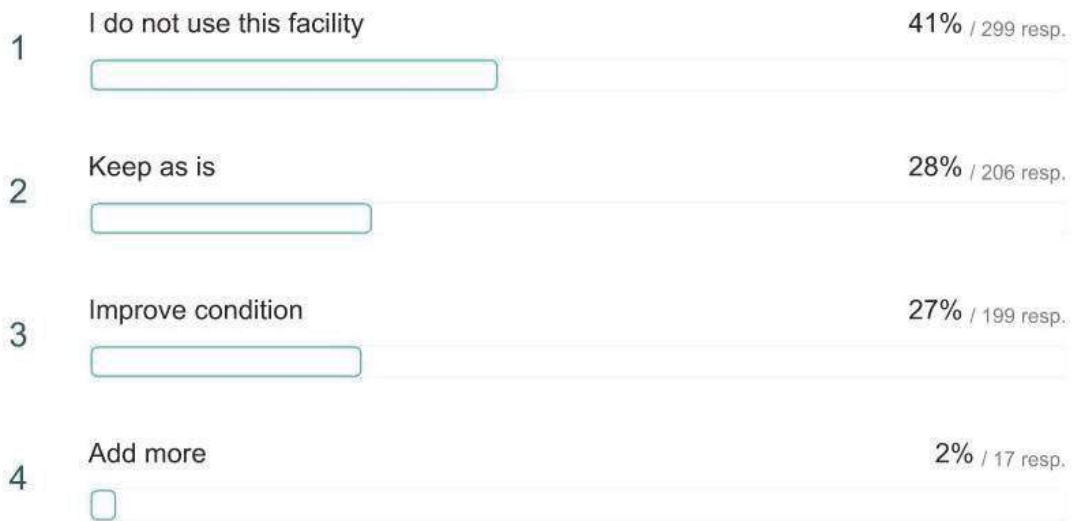 1 I do not use this facility 41% / 299 resp.
2 Keep as is 28% / 206 resp.
3 Improve condition 27% / 199 resp.
4 Add more 2% / 17 resp.